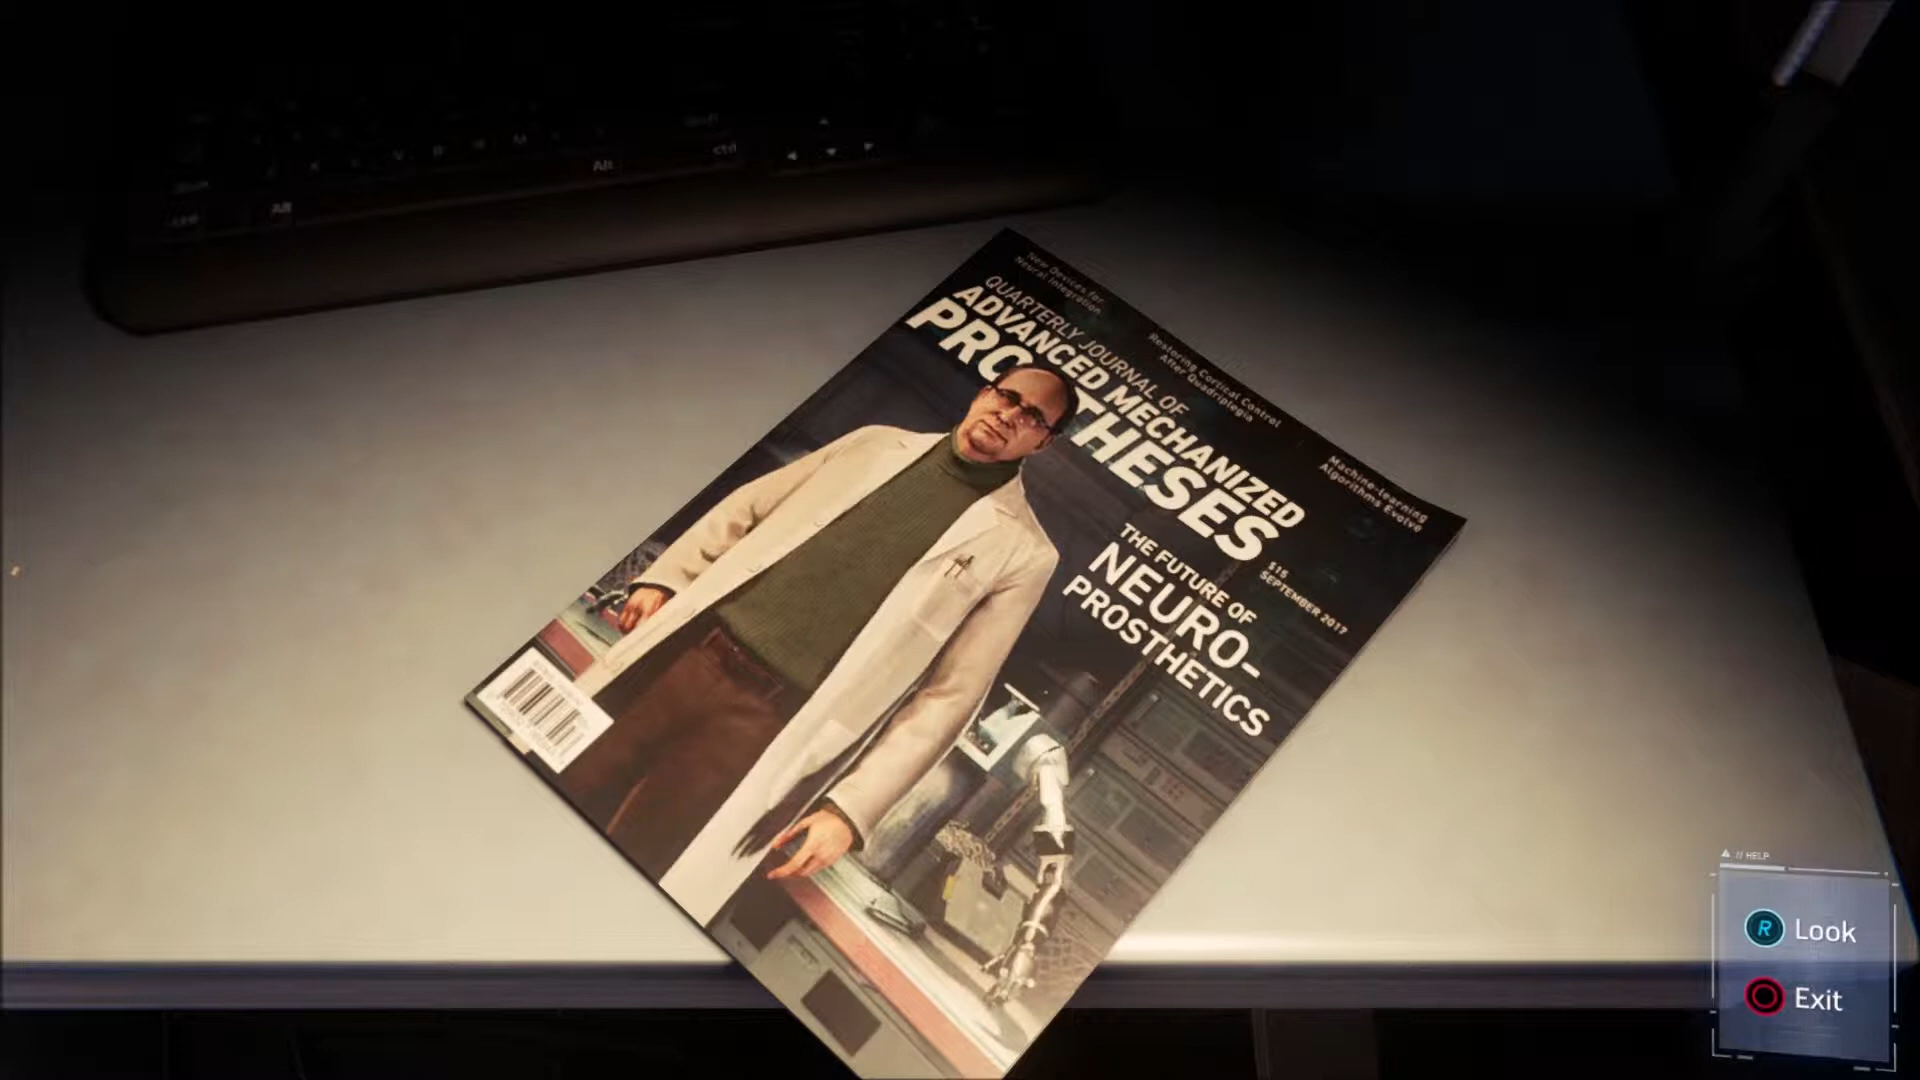 Alt
ctrl
Alt
New Devices for
Neural Integration
QUARTERLY JOURNAL OF
ADVANCED MECHANIZED
PROTHESES
Restoring Cortical Control
After Quadriplegia
Machine-learning
Algorithms Evolve
$15
SEPTEMBER 2017
THE FUTURE OF
NEURO-
PROSTHETICS
// HELP
R Look
Exit